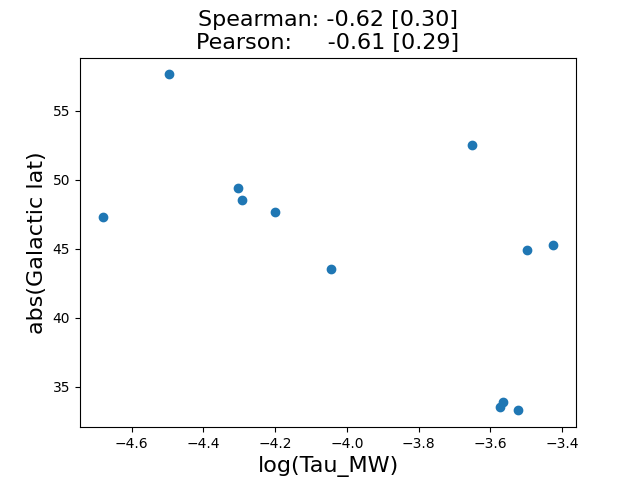 Spearman: -0.62 [0.30]
Pearson: -0.61 [0.29]
abs(Galactic lat)
55
50
45
40
35
−4.6 −4.4 −4.2 −4.0 −3.8 −3.6 −3.4
log(Tau_MW)